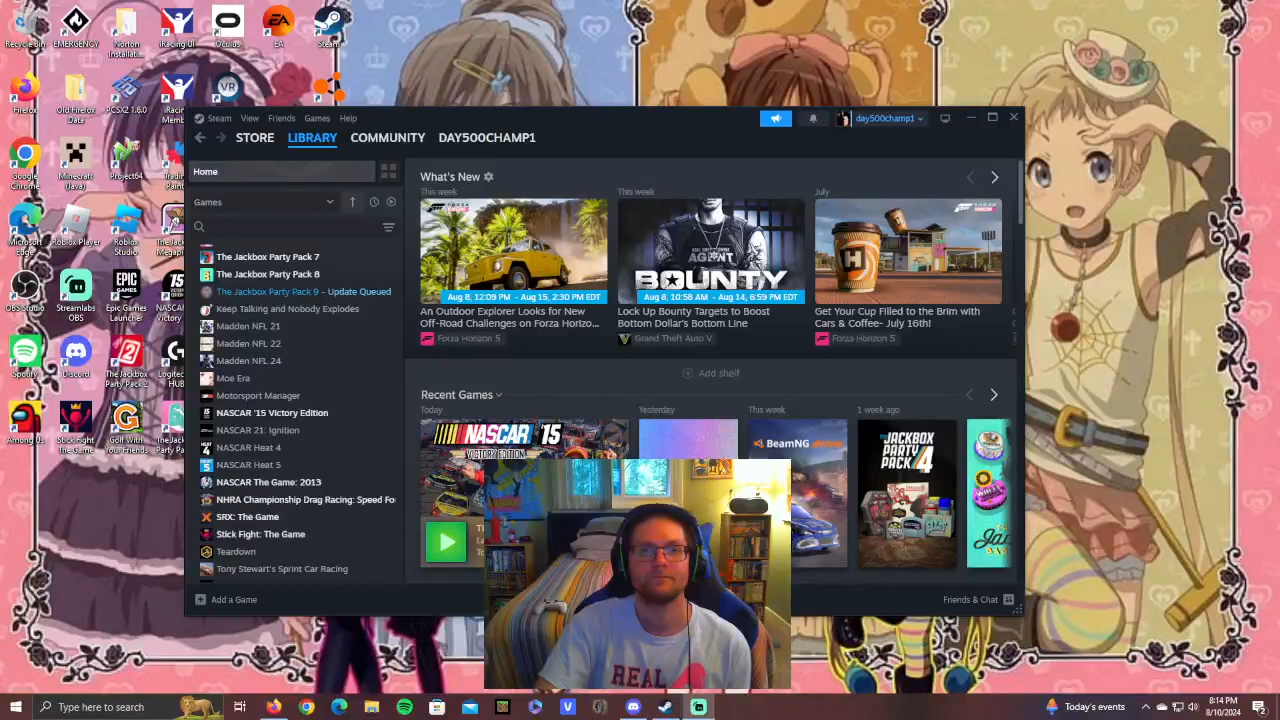 Recycle Bin
EMERGENCY
Norton Installati...
iRacing UI
Oculus
EA
Steam
Firefox
Old Firefox Data
PCSX2 1.6.0
VR
Google Chrome
Minecraft (Java)
Project64
Microsoft Edge
Roblox Player
Roblox Studio
OBS Studio
Streamlabs OBS
Epic Games Launcher
Spotify
Discord
The Jackbox Party Pack 2
Among Us
Stick Fight The Game
Golf With Your Friends
Steam View Friends Games Help
day500champ1
STORE LIBRARY COMMUNITY DAY500CHAMP1
Home
Games
The Jackbox Party Pack 7
The Jackbox Party Pack 8
The Jackbox Party Pack 9 - Update Queued
Keep Talking and Nobody Explodes
Madden NFL 21
Madden NFL 22
Madden NFL 24
Moe Era
Motorsport Manager
NASCAR '15 Victory Edition
NASCAR 21: Ignition
NASCAR Heat 4
NASCAR Heat 5
NASCAR The Game: 2013
NHRA Championship Drag Racing: Speed For
SRX: The Game
Stick Fight: The Game
Teardown
Tony Stewart's Sprint Car Racing
Add a Game
What's New
This week
Aug 8, 12:09 PM - Aug 15, 2:30 PM EDT
An Outdoor Explorer Looks for New
Off-Road Challenges on Forza Horizo...
Forza Horizon 5
This week
AGENT
BOUNTY
Aug 8, 10:58 AM - Aug 14, 6:59 PM EDT
Lock Up Bounty Targets to Boost
Bottom Dollar's Bottom Line
Grand Theft Auto V
July
Get Your Cup Filled to the Brim with
Cars & Coffee- July 16th!
Forza Horizon 5
Add shelf
Recent Games
Today
NASCAR '15
VICTORY EDITION
Yesterday
This week
BeamNG
1 week ago
THE JACKBOX
PARTY PACK 4
Friends & Chat
REAL
Type here to search
Today's events
8:14 PM
8/10/2024
2